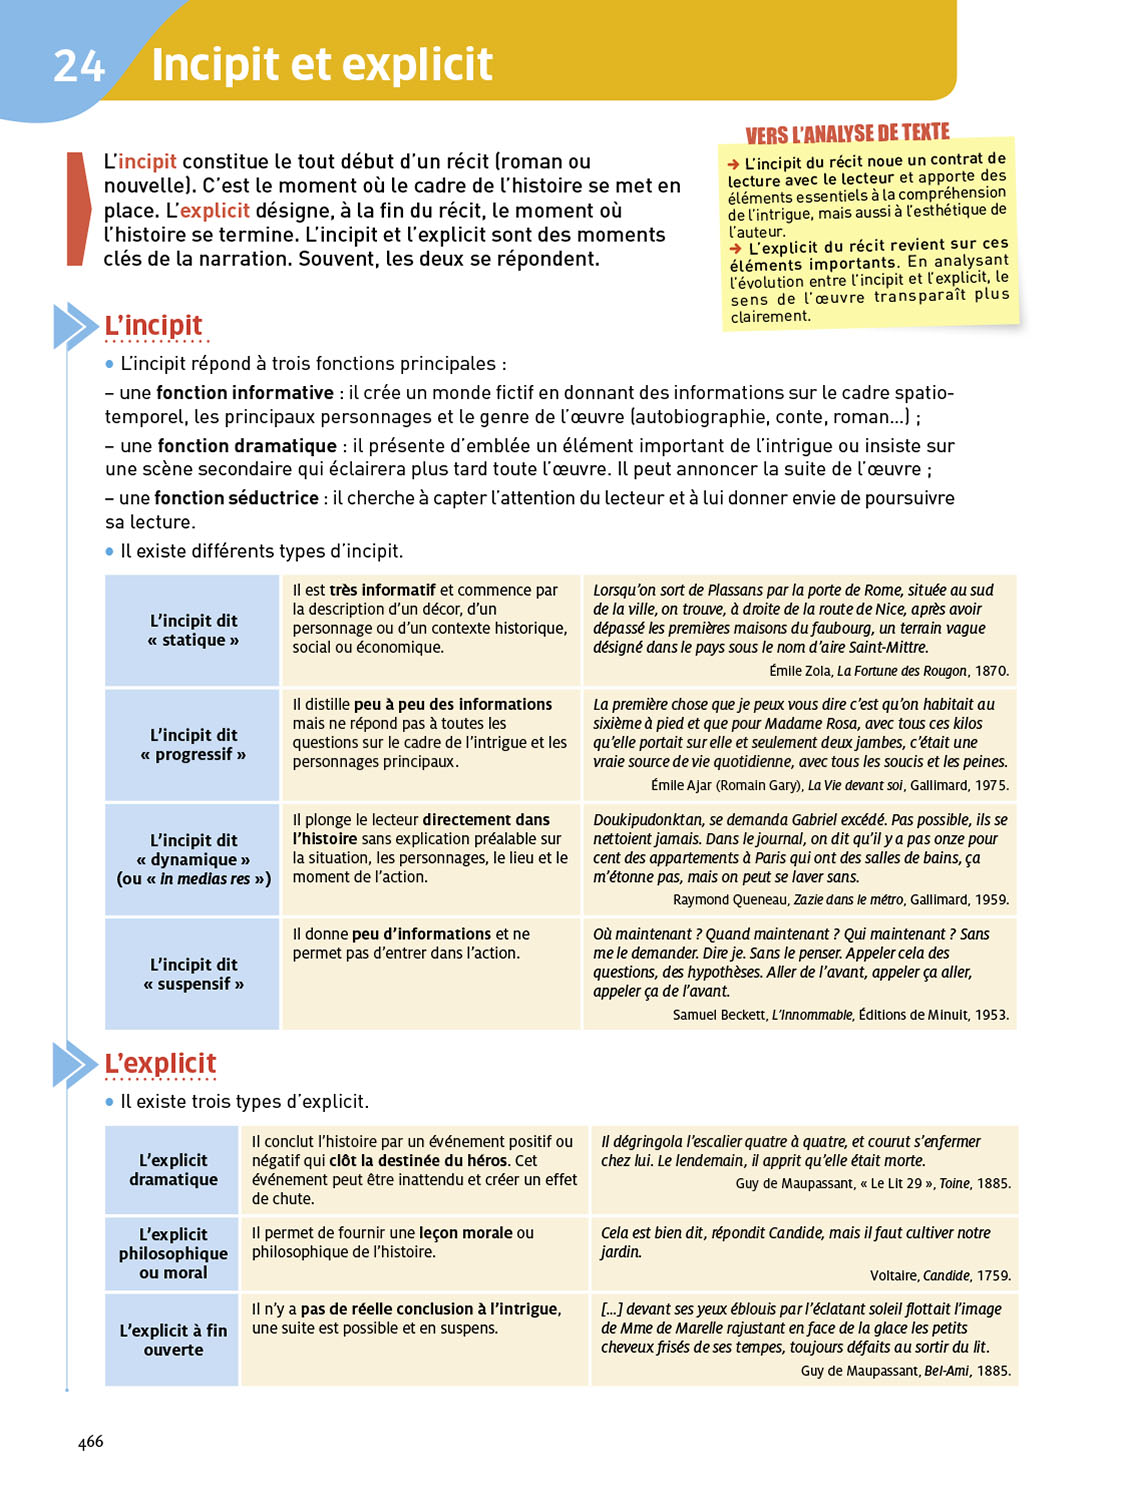 24 Incipit et explicit
L'incipit constitue le tout début d'un récit (roman ou
nouvelle). C'est le moment où le cadre de l'histoire se met en
place. L'explicit désigne, à la fin du récit, le moment où
l'histoire se termine. L'incipit et l'explicit sont des moments
clés de la narration. Souvent, les deux se répondent.
VERS L'ANALYSE DE TEXTE
→ L'incipit du récit noue un contrat de
lecture avec le lecteur et apporte des
éléments essentiels à la compréhension
de l'intrigue, mais aussi à l'esthétique de
l'auteur.
→ L'explicit du récit revient sur ces
éléments importants. En analysant
l'évolution entre l'incipit et l'explicit, le
sens de l'œuvre transparaît plus
clairement.
L'incipit
• L'incipit répond à trois fonctions principales :
– une fonction informative : il crée un monde fictif en donnant des informations sur le cadre spatio-
temporel, les principaux personnages et le genre de l'œuvre (autobiographie, conte, roman...) ;
– une fonction dramatique : il présente d'emblée un élément important de l'intrigue ou insiste sur
une scène secondaire qui éclairera plus tard toute l'œuvre. Il peut annoncer la suite de l'œuvre ;
– une fonction séductrice : il cherche à capter l'attention du lecteur et à lui donner envie de poursuivre
sa lecture.
• Il existe différents types d'incipit.
L'incipit dit
« statique »
Il est très informatif et commence par
la description d'un décor, d'un
personnage ou d'un contexte historique,
social ou économique.
Lorsqu'on sort de Plassans par la porte de Rome, située au sud
de la ville, on trouve, à droite de la route de Nice, après avoir
dépassé les premières maisons du faubourg, un terrain vague
désigné dans le pays sous le nom d'aire Saint-Mittre.
Émile Zola, La Fortune des Rougon, 1870.
L'incipit dit
« progressif »
Il distille peu à peu des informations
mais ne répond pas à toutes les
questions sur le cadre de l'intrigue et les
personnages principaux.
La première chose que je peux vous dire c'est qu'on habitait au
sixième à pied et que pour Madame Rosa, avec tous ces kilos
qu'elle portait sur elle et seulement deux jambes, c'était une
vraie source de vie quotidienne, avec tous les soucis et les peines.
Émile Ajar (Romain Gary), La Vie devant soi, Gallimard, 1975.
L'incipit dit
« dynamique »
(ou « in medias res »)
Il plonge le lecteur directement dans
l'histoire sans explication préalable sur
la situation, les personnages, le lieu et le
moment de l'action.
Doukipudonktan, se demanda Gabriel excédé. Pas possible, ils se
nettoient jamais. Dans le journal, on dit qu'il y a pas onze pour
cent des appartements à Paris qui ont des salles de bains, ça
m'étonne pas, mais on peut se laver sans.
Raymond Queneau, Zazie dans le métro, Gallimard, 1959.
L'incipit dit
« suspensif »
Il donne peu d'informations et ne
permet pas d'entrer dans l'action.
Où maintenant ? Quand maintenant ? Qui maintenant ? Sans
me le demander. Dire je. Sans le penser. Appeler cela des
questions, des hypothèses. Aller de l'avant, appeler ça aller,
appeler ça de l'avant.
Samuel Beckett, L'Innommable, Éditions de Minuit, 1953.
L'explicit
• Il existe trois types d'explicit.
L'explicit
dramatique
Il conclut l'histoire par un événement positif ou
négatif qui clôt la destinée du héros. Cet
événement peut être inattendu et créer un effet
de chute.
Il dégringola l'escalier quatre à quatre, et courut s'enfermer
chez lui. Le lendemain, il apprit qu'elle était morte.
Guy de Maupassant, « Le Lit 29 », Toine, 1885.
L'explicit
philosophique
ou moral
Il permet de fournir une leçon morale ou
philosophique de l'histoire.
Cela est bien dit, répondit Candide, mais il faut cultiver notre
jardin.
Voltaire, Candide, 1759.
L'explicit à fin
ouverte
Il n'y a pas de réelle conclusion à l'intrigue,
une suite est possible et en suspens.
[...] devant ses yeux éblouis par l'éclatant soleil flottait l'image
de Mme de Marelle rajustant en face de la glace les petits
cheveux frisés de ses tempes, toujours défaits au sortir du lit.
Guy de Maupassant, Bel-Ami, 1885.
466